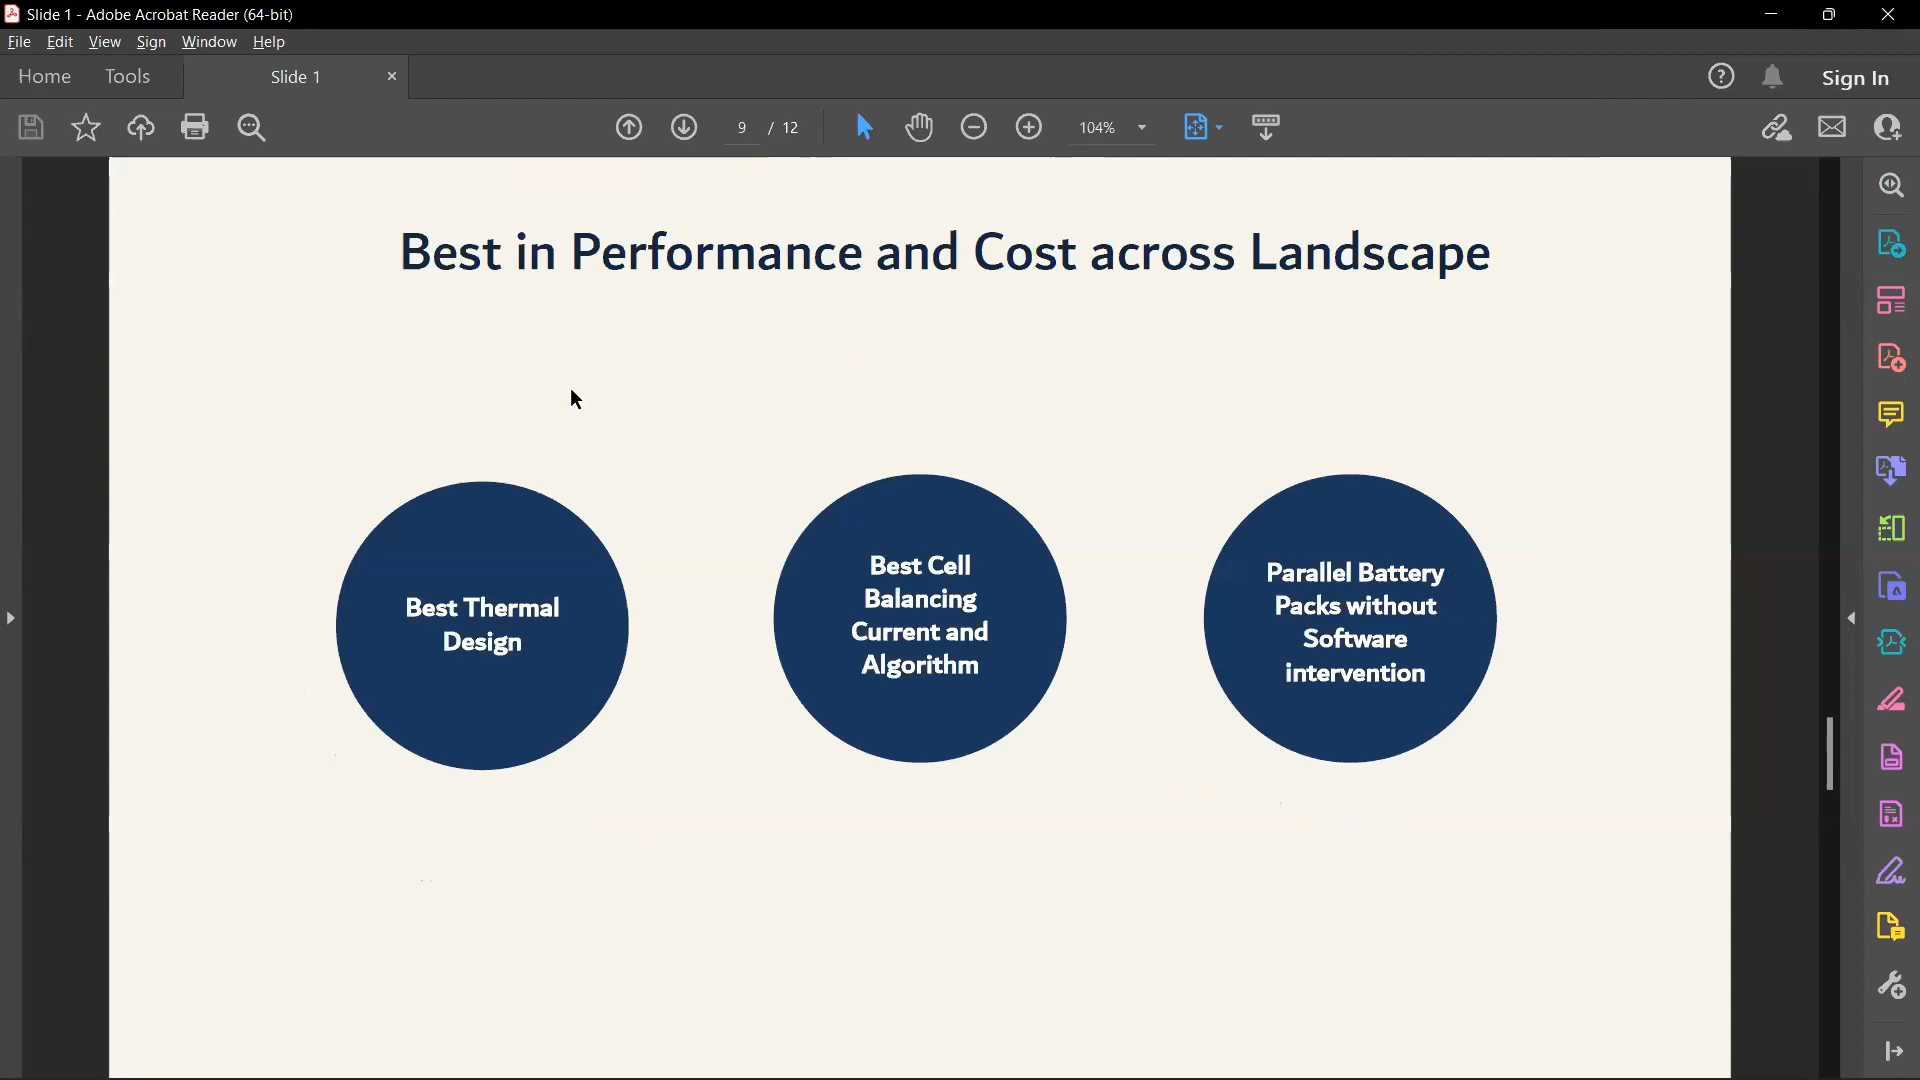 Slide 1 - Adobe Acrobat Reader (64-bit)
File Edit View Sign Window Help
Home Tools Slide 1 Sign In
9 / 12 104%
Best in Performance and Cost across Landscape
Best Thermal
Design
Best Cell
Balancing
Current and
Algorithm
Parallel Battery
Packs without
Software
intervention